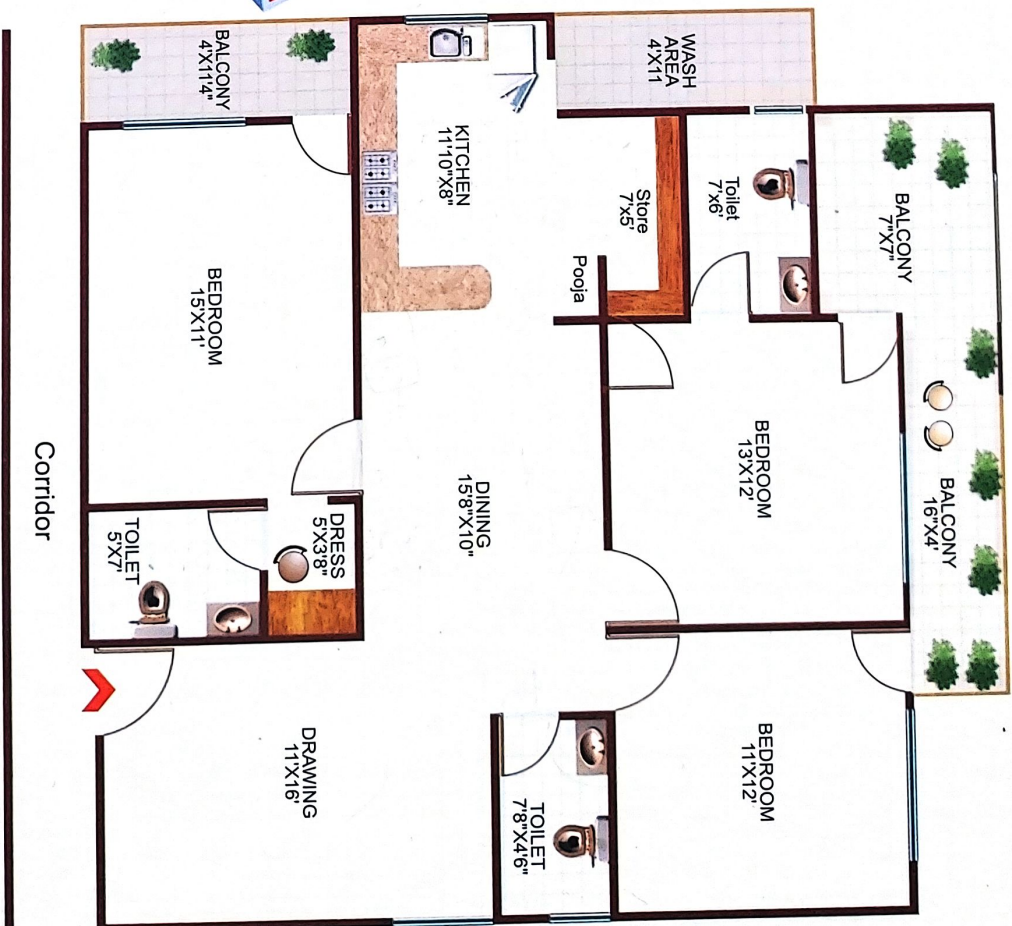 BALCONY
4'X11'4"
WASH
AREA
4'X11
KITCHEN
11'10"X8"
Store
7'x5'
Toilet
7'x6'
BALCONY
7"X7"
Pooja
BEDROOM
15'X11'
BEDROOM
13'X12'
BALCONY
16"X4'
DINING
15'8"X10"
DRESS
5'X3'8"
TOILET
5'X7'
Corridor
DRAWING
11'X16'
TOILET
7'8"X4'6"
BEDROOM
11'X12'